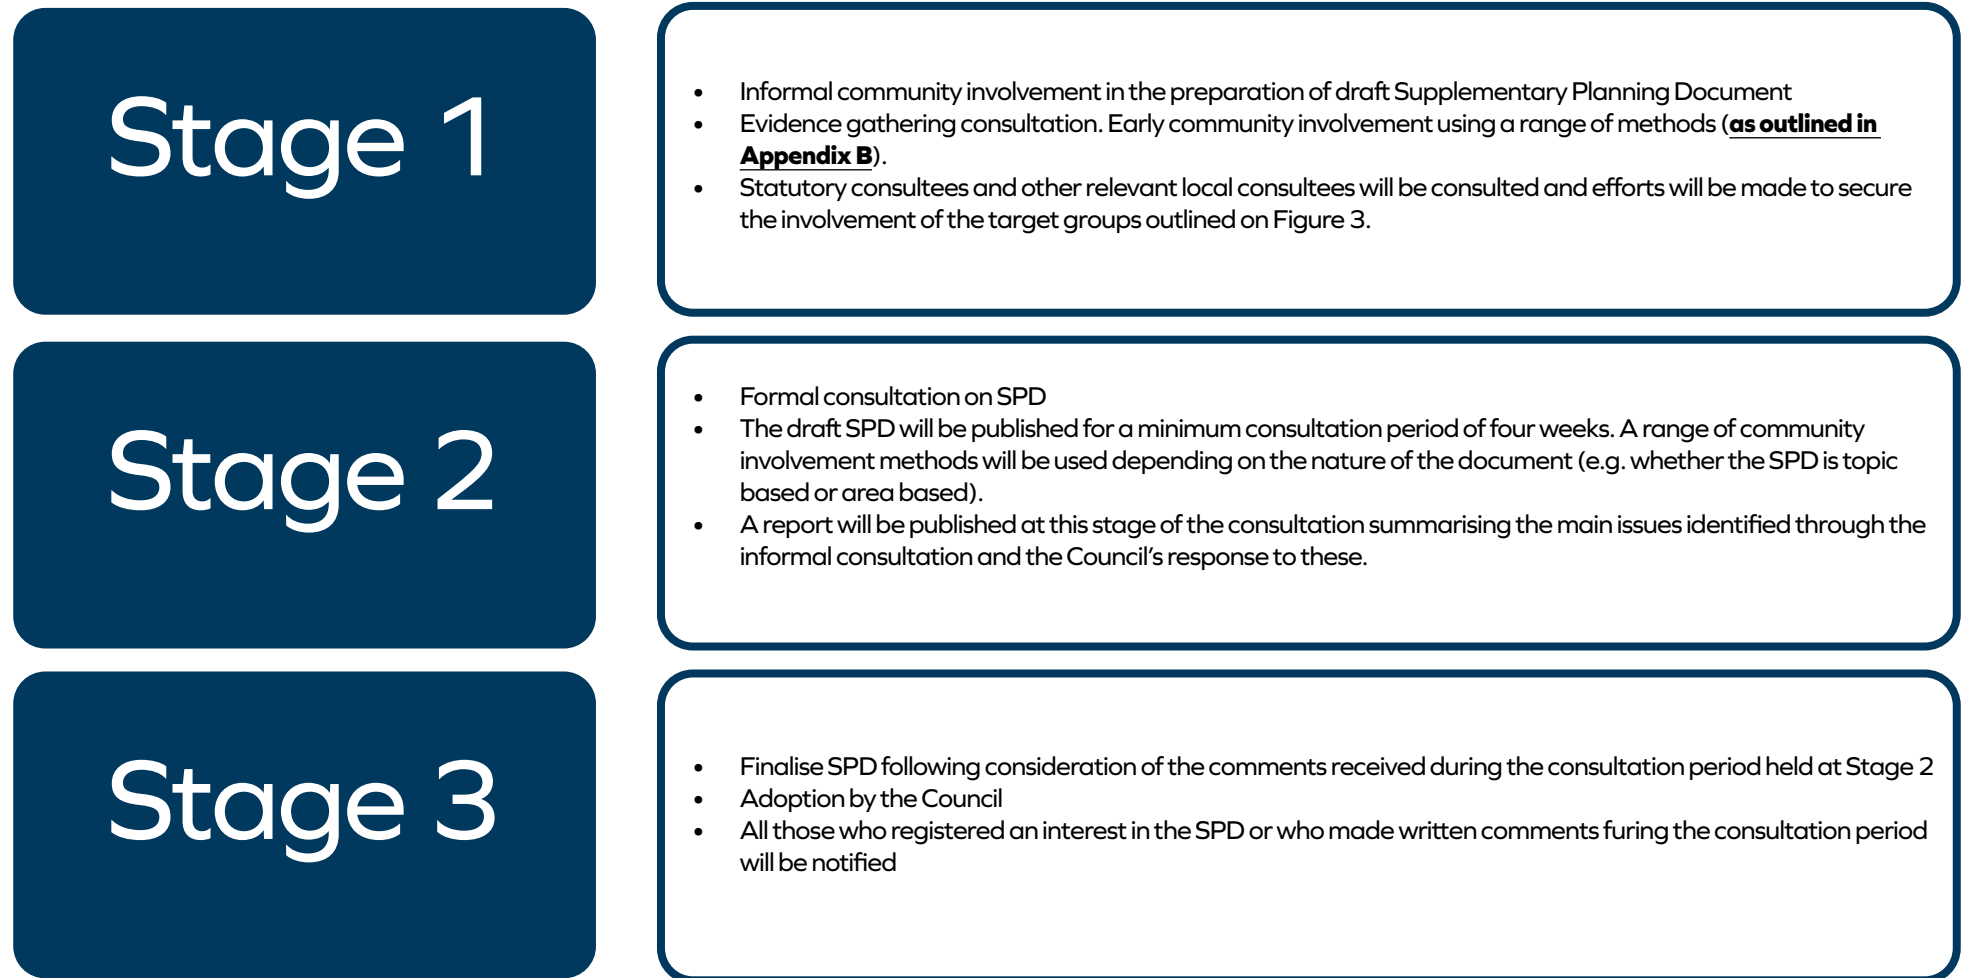 Stage 1
• Informal community involvement in the preparation of draft Supplementary Planning Document
• Evidence gathering consultation. Early community involvement using a range of methods (as outlined in
Appendix B).
• Statutory consultees and other relevant local consultees will be consulted and efforts will be made to secure
the involvement of the target groups outlined on Figure 3.
Stage 2
• Formal consultation on SPD
• The draft SPD will be published for a minimum consultation period of four weeks. A range of community
involvement methods will be used depending on the nature of the document (e.g. whether the SPD is topic
based or area based).
• A report will be published at this stage of the consultation summarising the main issues identified through the
informal consultation and the Council’s response to these.
Stage 3
• Finalise SPD following consideration of the comments received during the consultation period held at Stage 2
• Adoption by the Council
• All those who registered an interest in the SPD or who made written comments furing the consultation period
will be notified